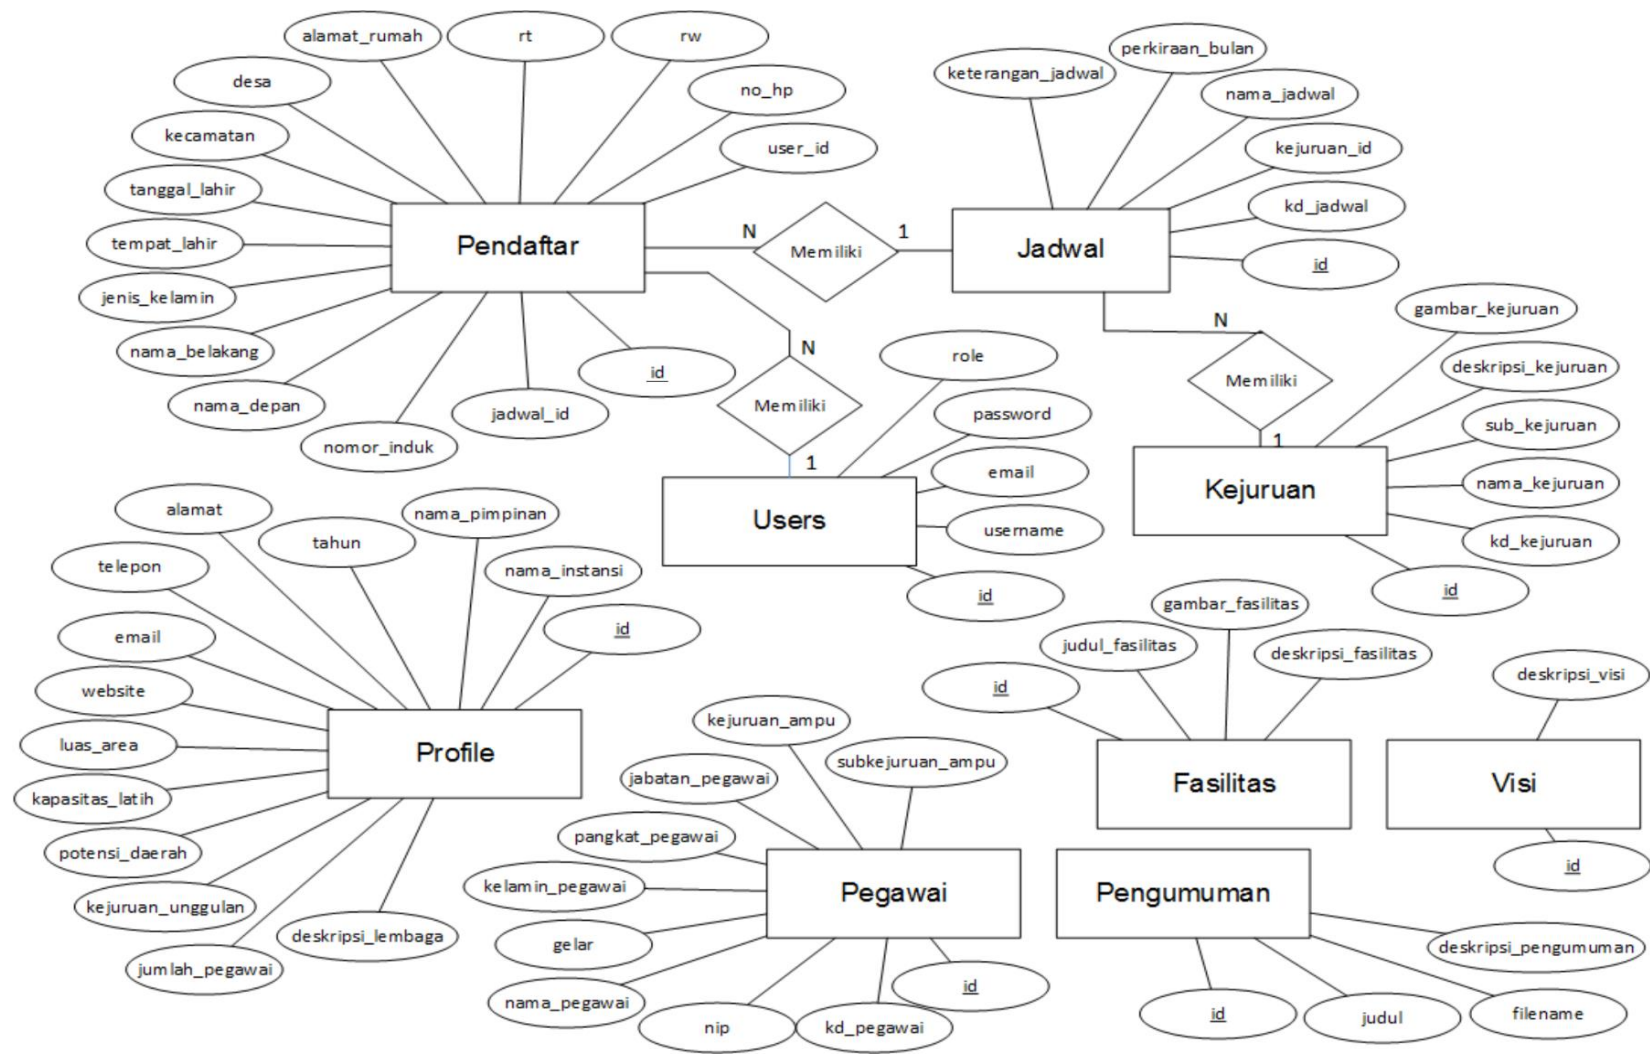 alamat_rumah
rt
rw
desa
no_hp
kecamatan
user_id
tanggal_lahir
tempat_lahir
jenis_kelamin
nama_belakang
nama_depan
nomor_induk
jadwal_id
id
Pendaftar
N
Memiliki
1
keterangan_jadwal
perkiraan_bulan
nama_jadwal
kejuruan_id
kd_jadwal
id
Jadwal
N
Memiliki
1
N
Memiliki
1
role
password
email
username
id
Users
gambar_kejuruan
deskripsi_kejuruan
sub_kejuruan
nama_kejuruan
kd_kejuruan
id
Kejuruan
alamat
tahun
nama_pimpinan
telepon
nama_instansi
email
id
website
luas_area
kapasitas_latih
potensi_daerah
kejuruan_unggulan
jumlah_pegawai
deskripsi_lembaga
Profile
kejuruan_ampu
subkejuruan_ampu
jabatan_pegawai
pangkat_pegawai
kelamin_pegawai
gelar
nama_pegawai
nip
kd_pegawai
id
Pegawai
gambar_fasilitas
judul_fasilitas
deskripsi_fasilitas
id
Fasilitas
deskripsi_visi
Visi
id
Pengumuman
deskripsi_pengumuman
id
judul
filename